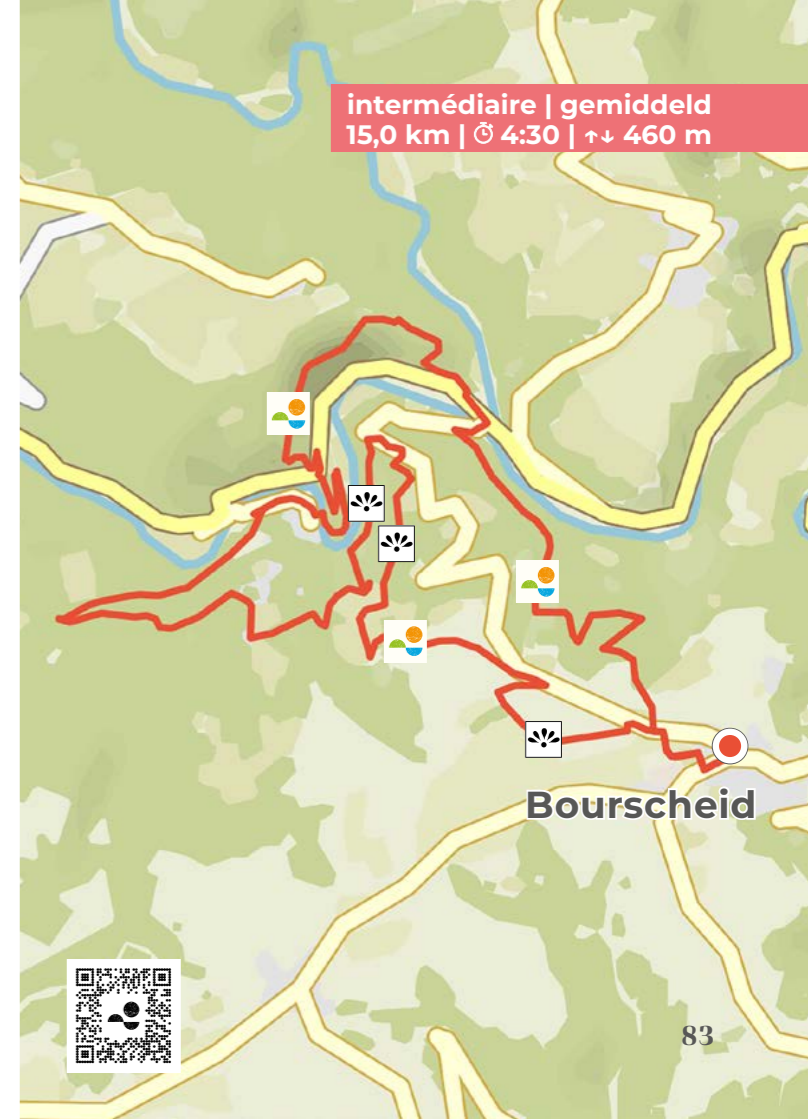 intermédiaire | gemiddeld
15,0 km | ⏱ 4:30 | ↑↓ 460 m
Bourscheid
83